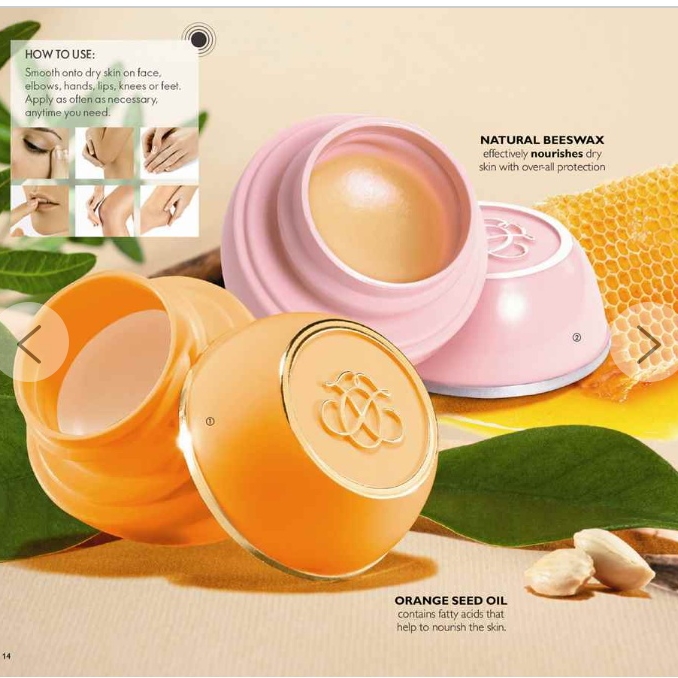 HOW TO USE:
Smooth onto dry skin on face,
elbows, hands, lips, knees or feet.
Apply as often as necessary,
anytime you need.
NATURAL BEESWAX
effectively nourishes dry
skin with over-all protection
2
1
ORANGE SEED OIL
contains fatty acids that
help to nourish the skin.
14